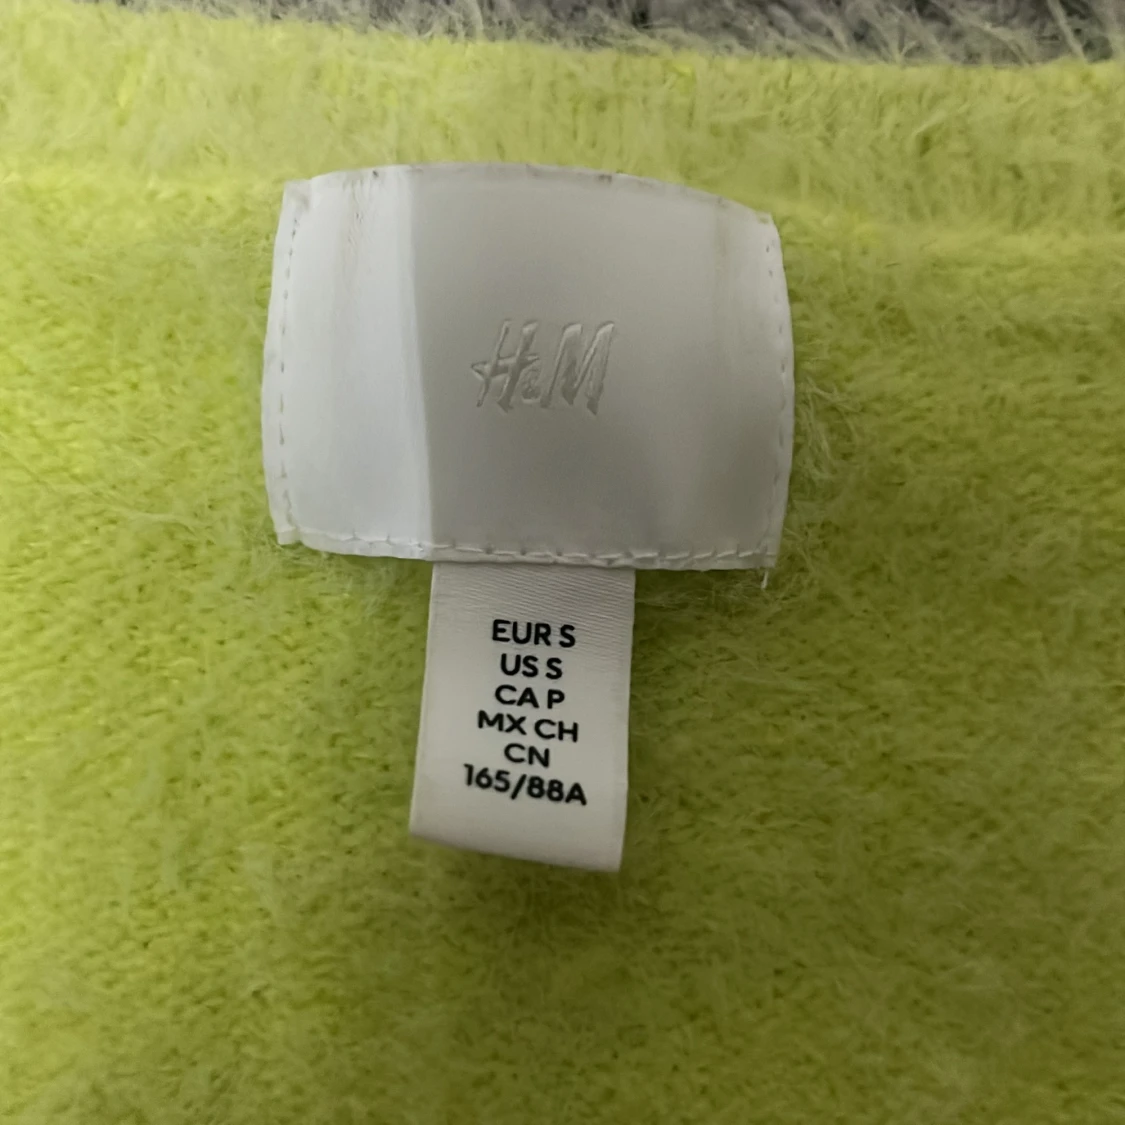 H&M
EUR S
US S
CA P
MX CH
CN
165/88A